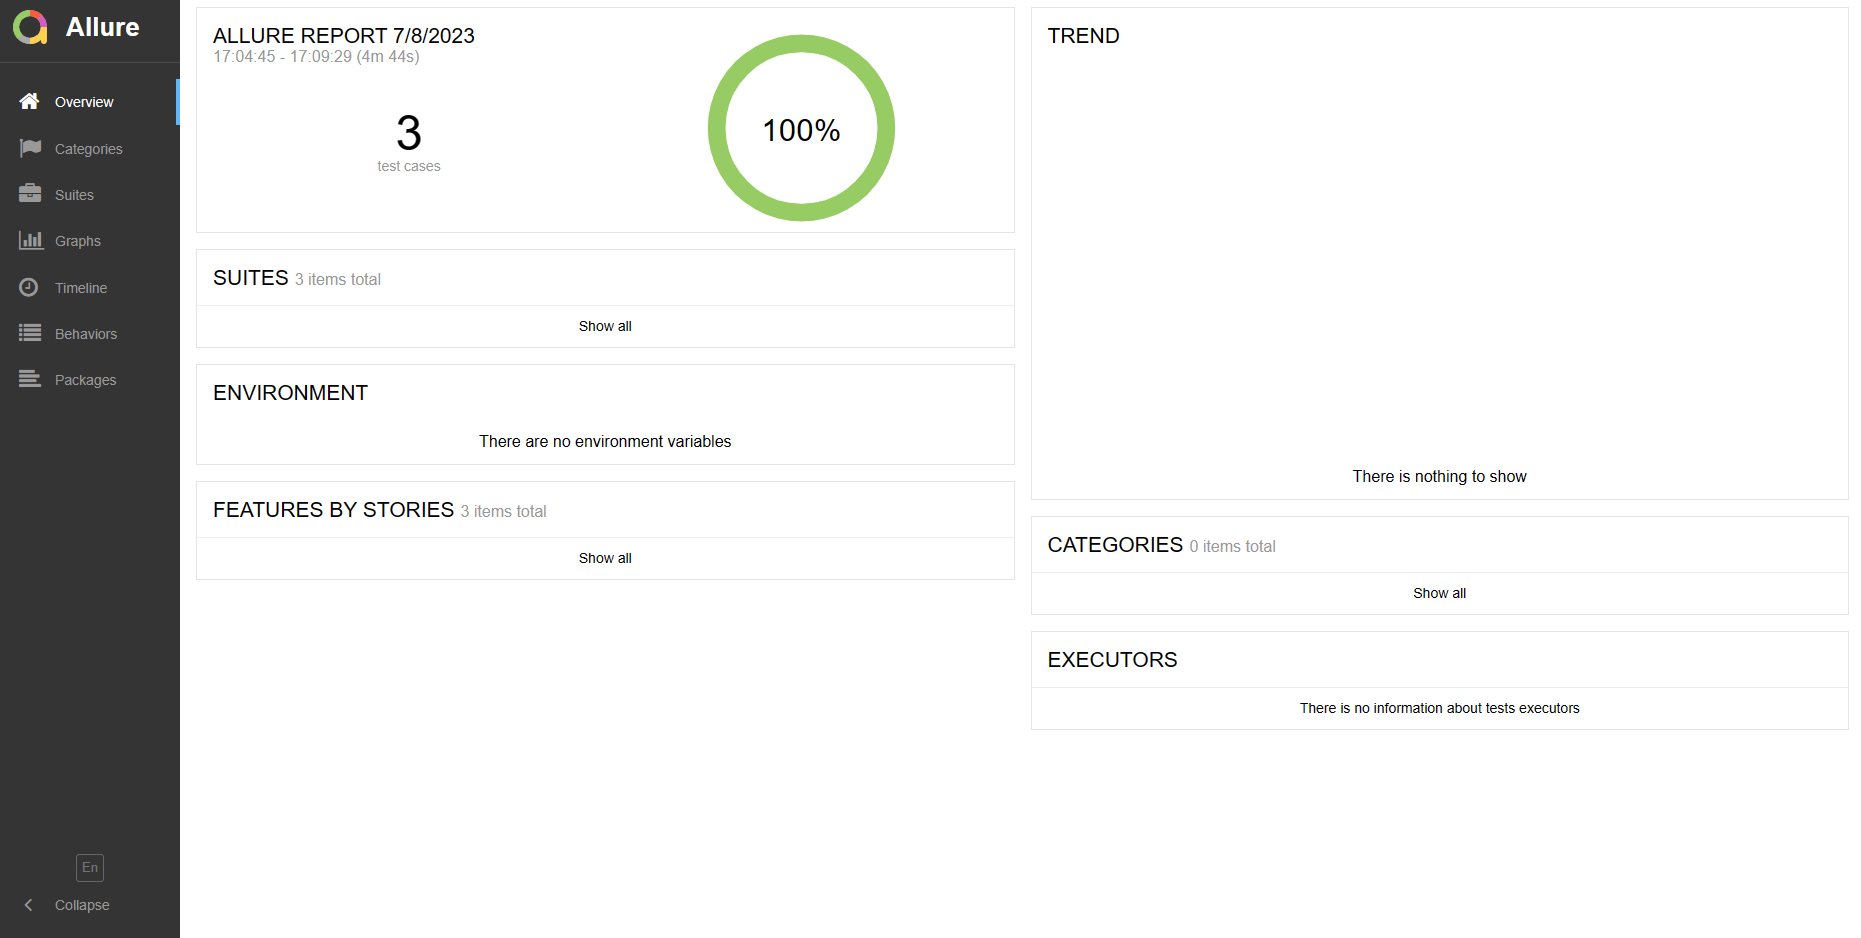 Allure
Overview
Categories
Suites
Graphs
Timeline
Behaviors
Packages
En
Collapse
ALLURE REPORT 7/8/2023
17:04:45 - 17:09:29 (4m 44s)
3
test cases
100%
SUITES 3 items total
Show all
ENVIRONMENT
There are no environment variables
FEATURES BY STORIES 3 items total
Show all
TREND
There is nothing to show
CATEGORIES 0 items total
Show all
EXECUTORS
There is no information about tests executors